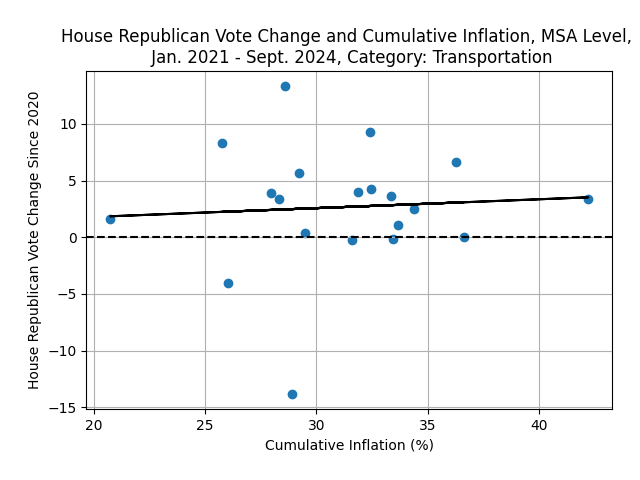 House Republican Vote Change and Cumulative Inflation, MSA Level,
Jan. 2021 - Sept. 2024, Category: Transportation
House Republican Vote Change Since 2020
10
5
0
−5
−10
−15
20
25
30
35
40
Cumulative Inflation (%)